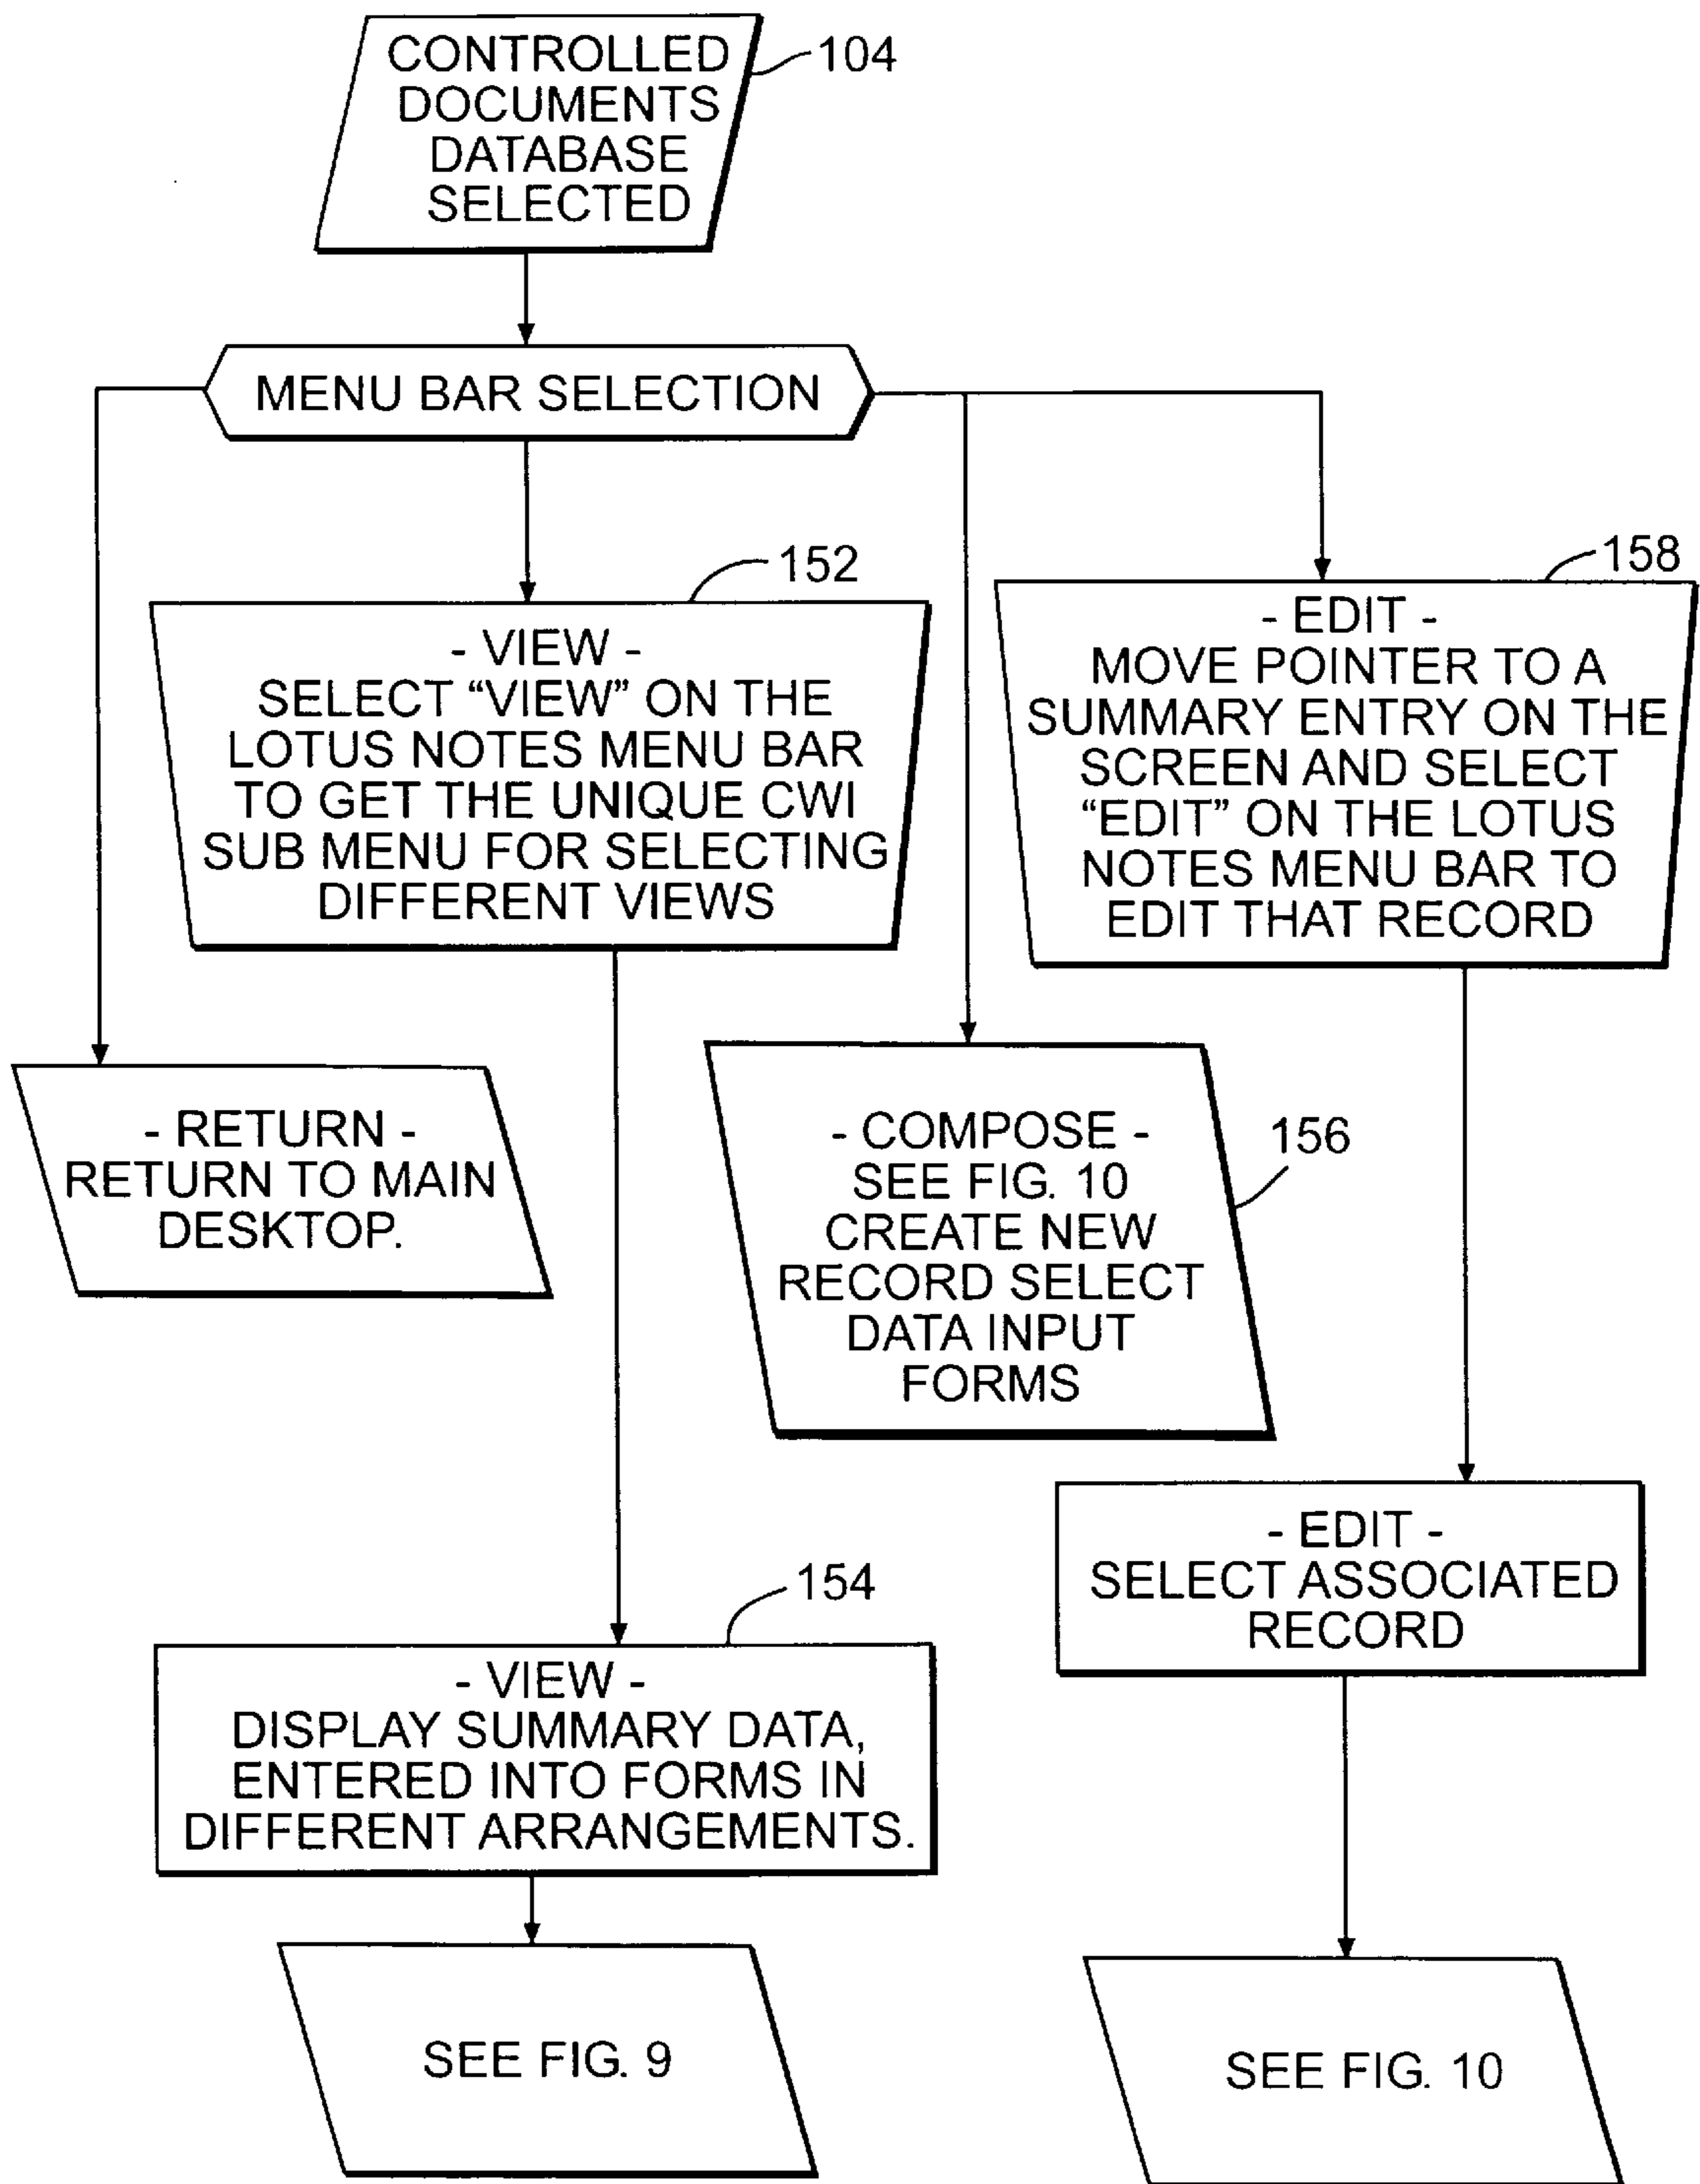 CONTROLLED
DOCUMENTS
DATABASE
SELECTED
104
MENU BAR SELECTION
152
- VIEW -
SELECT “VIEW” ON THE
LOTUS NOTES MENU BAR
TO GET THE UNIQUE CWI
SUB MENU FOR SELECTING
DIFFERENT VIEWS
158
- EDIT -
MOVE POINTER TO A
SUMMARY ENTRY ON THE
SCREEN AND SELECT
“EDIT” ON THE LOTUS
NOTES MENU BAR TO
EDIT THAT RECORD
- RETURN -
RETURN TO MAIN
DESKTOP.
- COMPOSE -
SEE FIG. 10
CREATE NEW
RECORD SELECT
DATA INPUT
FORMS
156
- EDIT -
SELECT ASSOCIATED
RECORD
154
- VIEW -
DISPLAY SUMMARY DATA,
ENTERED INTO FORMS IN
DIFFERENT ARRANGEMENTS.
SEE FIG. 9
SEE FIG. 10